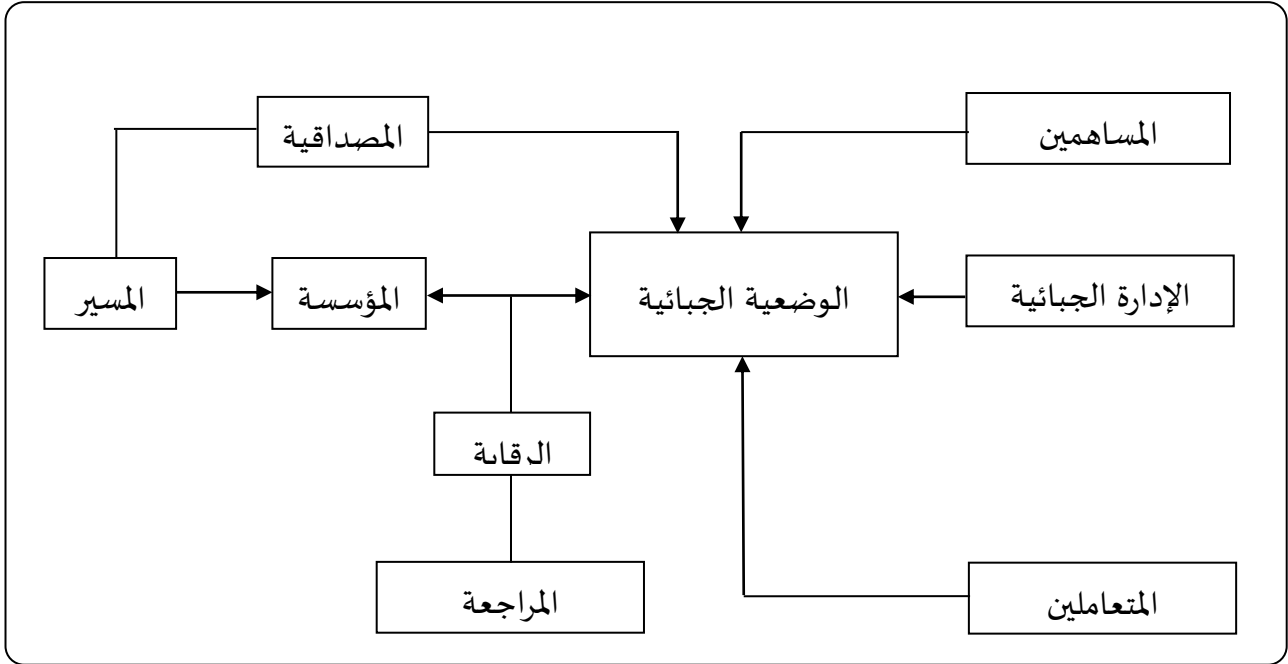 المساهمين
المصداقية
الإدارة الجبائية
الوضعية الجبائية
المؤسسة
المسير
الرقابة
المراجعة
المتعاملين